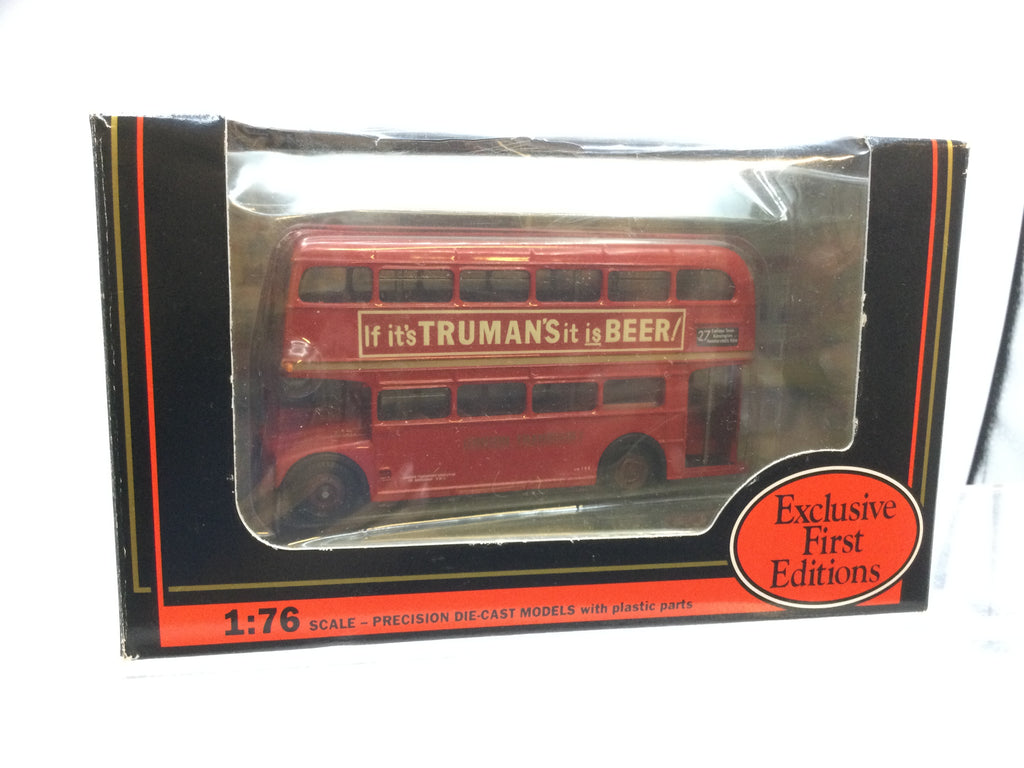 If it's TRUMAN'S it is BEER!
27
Exclusive
First
Editions
1:76 SCALE – PRECISION DIE-CAST MODELS with plastic parts